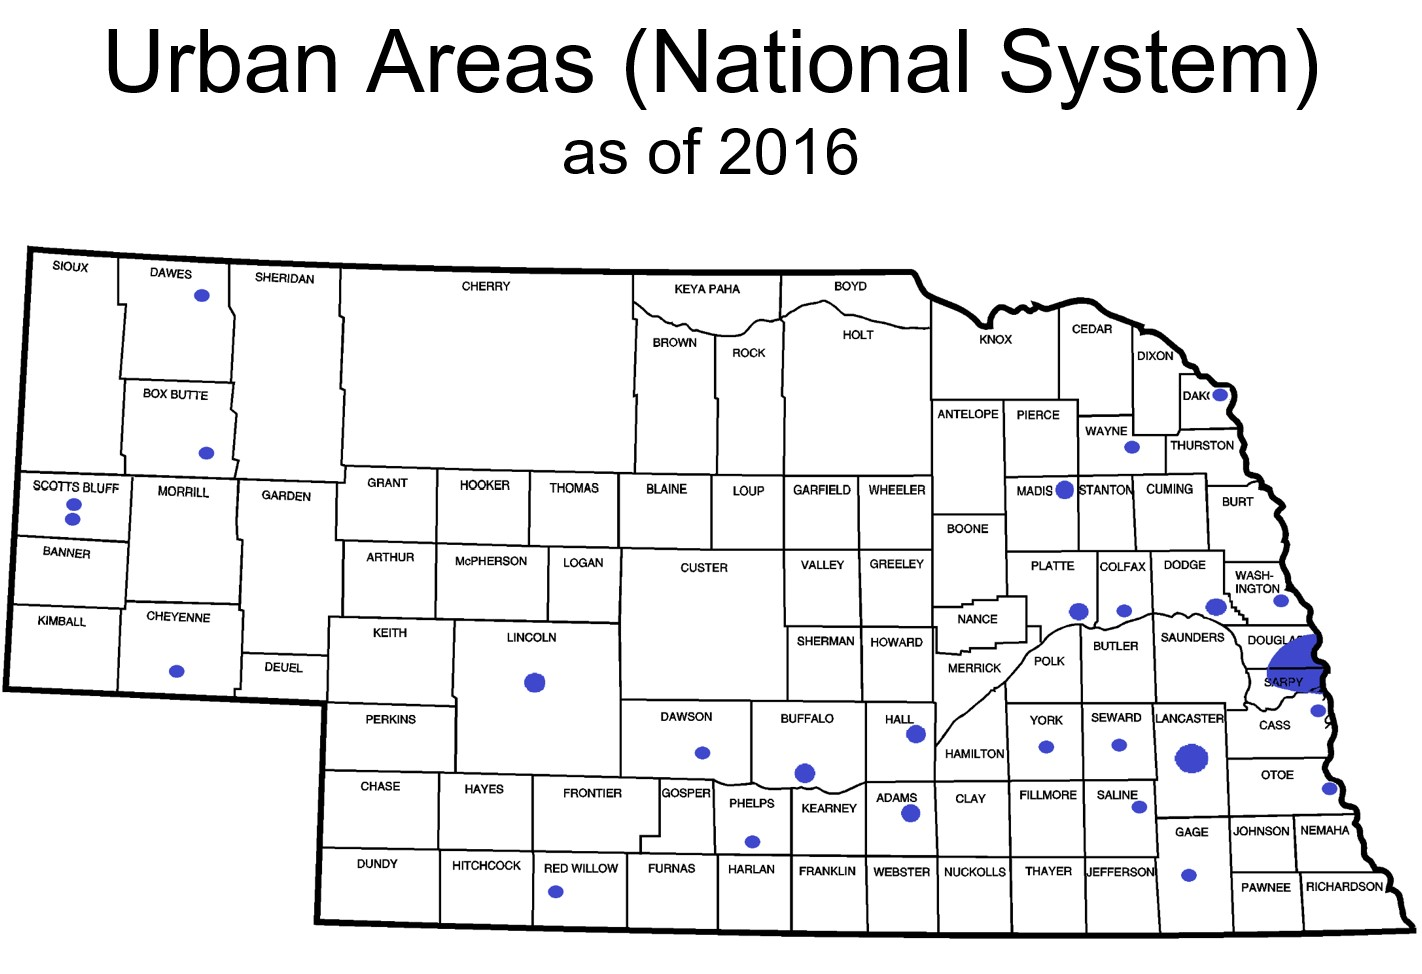 Urban Areas (National System)
as of 2016
SIOUX
DAWES
SHERIDAN
CHERRY
KEYA PAHA
BOYD
BROWN
ROCK
HOLT
KNOX
CEDAR
DIXON
BOX BUTTE
ANTELOPE
PIERCE
WAYNE
THURSTON
SCOTTS BLUFF
MORRILL
GARDEN
GRANT
HOOKER
THOMAS
BLAINE
LOUP
GARFIELD
WHEELER
MADIS
STANTON
CUMING
BURT
BANNER
ARTHUR
McPHERSON
LOGAN
CUSTER
VALLEY
GREELEY
BOONE
PLATTE
COLFAX
DODGE
WASH-
INGTON
KIMBALL
CHEYENNE
DEUEL
KEITH
LINCOLN
SHERMAN
HOWARD
NANCE
MERRICK
POLK
BUTLER
SAUNDERS
DOUGLAS
SARPY
PERKINS
DAWSON
BUFFALO
HALL
HAMILTON
YORK
SEWARD
LANCASTER
CASS
OTOE
CHASE
HAYES
FRONTIER
GOSPER
PHELPS
KEARNEY
ADAMS
CLAY
FILLMORE
SALINE
GAGE
JOHNSON
NEMAHA
DUNDY
HITCHCOCK
RED WILLOW
FURNAS
HARLAN
FRANKLIN
WEBSTER
NUCKOLLS
THAYER
JEFFERSON
PAWNEE
RICHARDSON